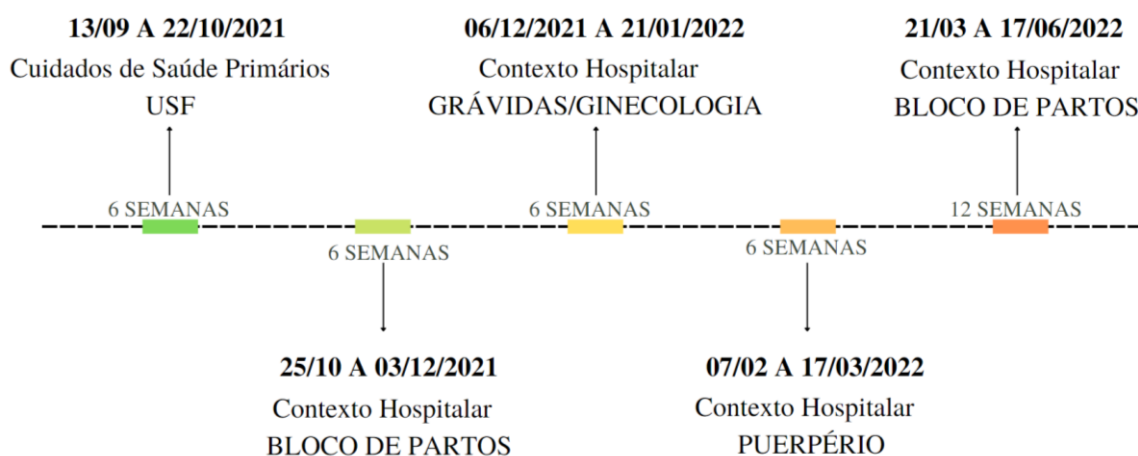 13/09 A 22/10/2021
Cuidados de Saúde Primários
USF
06/12/2021 A 21/01/2022
Contexto Hospitalar
GRÁVIDAS/GINECOLOGIA
21/03 A 17/06/2022
Contexto Hospitalar
BLOCO DE PARTOS
6 SEMANAS
6 SEMANAS
6 SEMANAS
6 SEMANAS
12 SEMANAS
25/10 A 03/12/2021
Contexto Hospitalar
BLOCO DE PARTOS
07/02 A 17/03/2022
Contexto Hospitalar
PUERPÉRIO